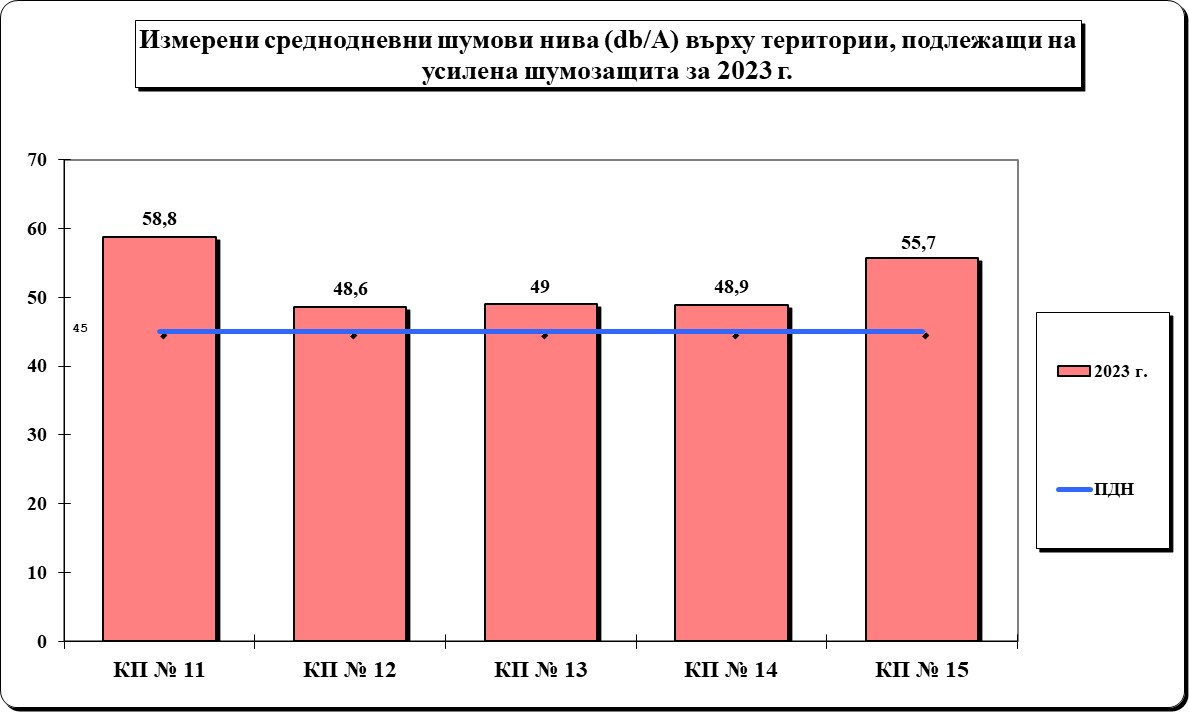 Измерени среднодневни шумови нива (db/A) върху територии, подлежащи на
усилена шумозащита за 2023 г.
70
60
50
45
40
30
20
10
0
58,8
48,6
49
48,9
55,7
КП № 11
КП № 12
КП № 13
КП № 14
КП № 15
2023 г.
ПДН